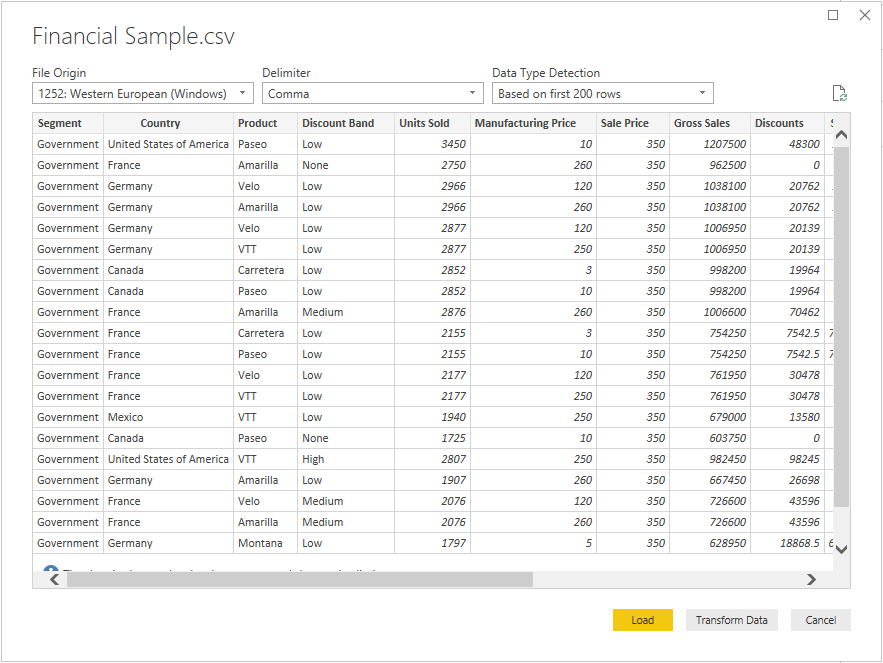 Financial Sample.csv
File Origin Delimiter Data Type Detection
1252: Western European (Windows) Comma Based on first 200 rows
Segment Country Product Discount Band Units Sold Manufacturing Price Sale Price Gross Sales Discounts
Government United States of America Paseo Low 3450 10 350 1207500 48300
Government France Amarilla None 2750 260 350 962500 0
Government Germany Velo Low 2966 120 350 1038100 20762
Government Germany Amarilla Low 2966 260 350 1038100 20762
Government Germany Velo Low 2877 120 350 1006950 20139
Government Germany VTT Low 2877 250 350 1006950 20139
Government Canada Carretera Low 2852 3 350 998200 19964
Government Canada Paseo Low 2852 10 350 998200 19964
Government France Amarilla Medium 2876 260 350 1006600 70462
Government France Carretera Low 2155 3 350 754250 7542.5
Government France Paseo Low 2155 10 350 754250 7542.5
Government France Velo Low 2177 120 350 761950 30478
Government France VTT Low 2177 250 350 761950 30478
Government Mexico VTT Low 1940 250 350 679000 13580
Government Canada Paseo None 1725 10 350 603750 0
Government United States of America VTT High 2807 250 350 982450 98245
Government Germany Amarilla Low 1907 260 350 667450 26698
Government France Velo Medium 2076 120 350 726600 43596
Government France Amarilla Medium 2076 260 350 726600 43596
Government Germany Montana Low 1797 5 350 628950 18868.5
Load Transform Data Cancel